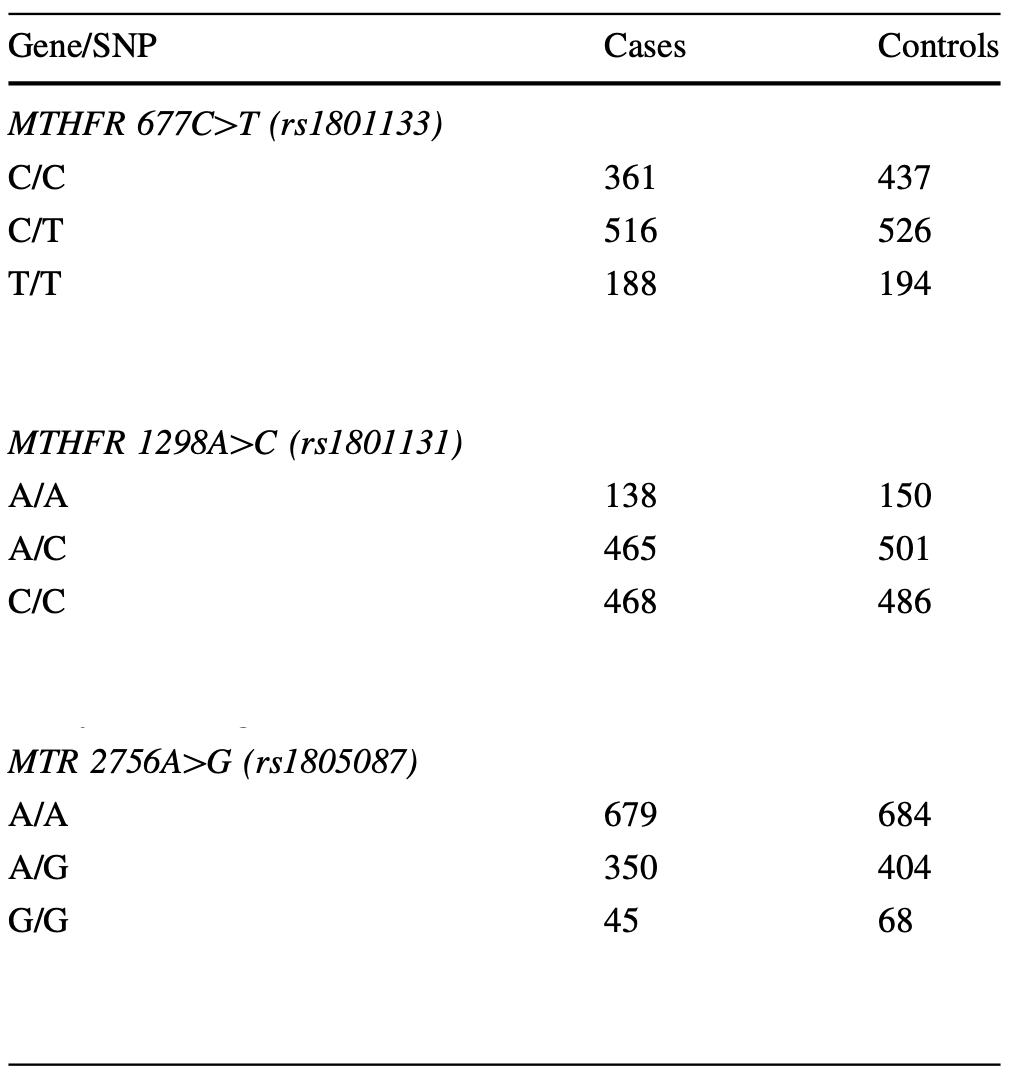 Gene/SNP Cases Controls
MTHFR 677C>T (rs1801133)
C/C 361 437
C/T 516 526
T/T 188 194
MTHFR 1298A>C (rs1801131)
A/A 138 150
A/C 465 501
C/C 468 486
MTR 2756A>G (rs1805087)
A/A 679 684
A/G 350 404
G/G 45 68